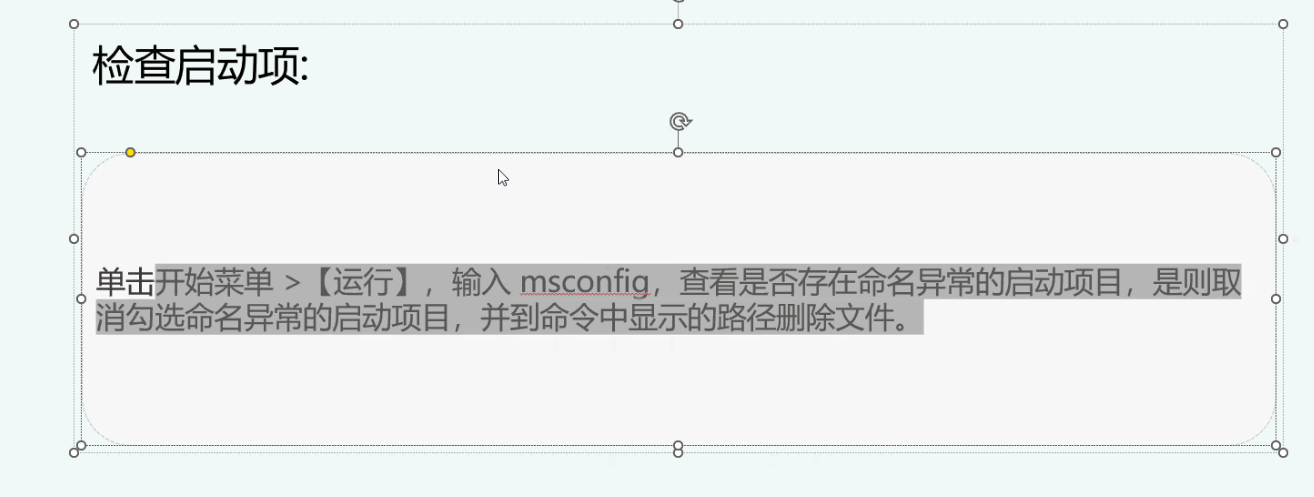 检查启动项:
单击开始菜单 >【运行】，输入 msconfig，查看是否存在命名异常的启动项目，是则取
消勾选命名异常的启动项目，并到命令中显示的路径删除文件。